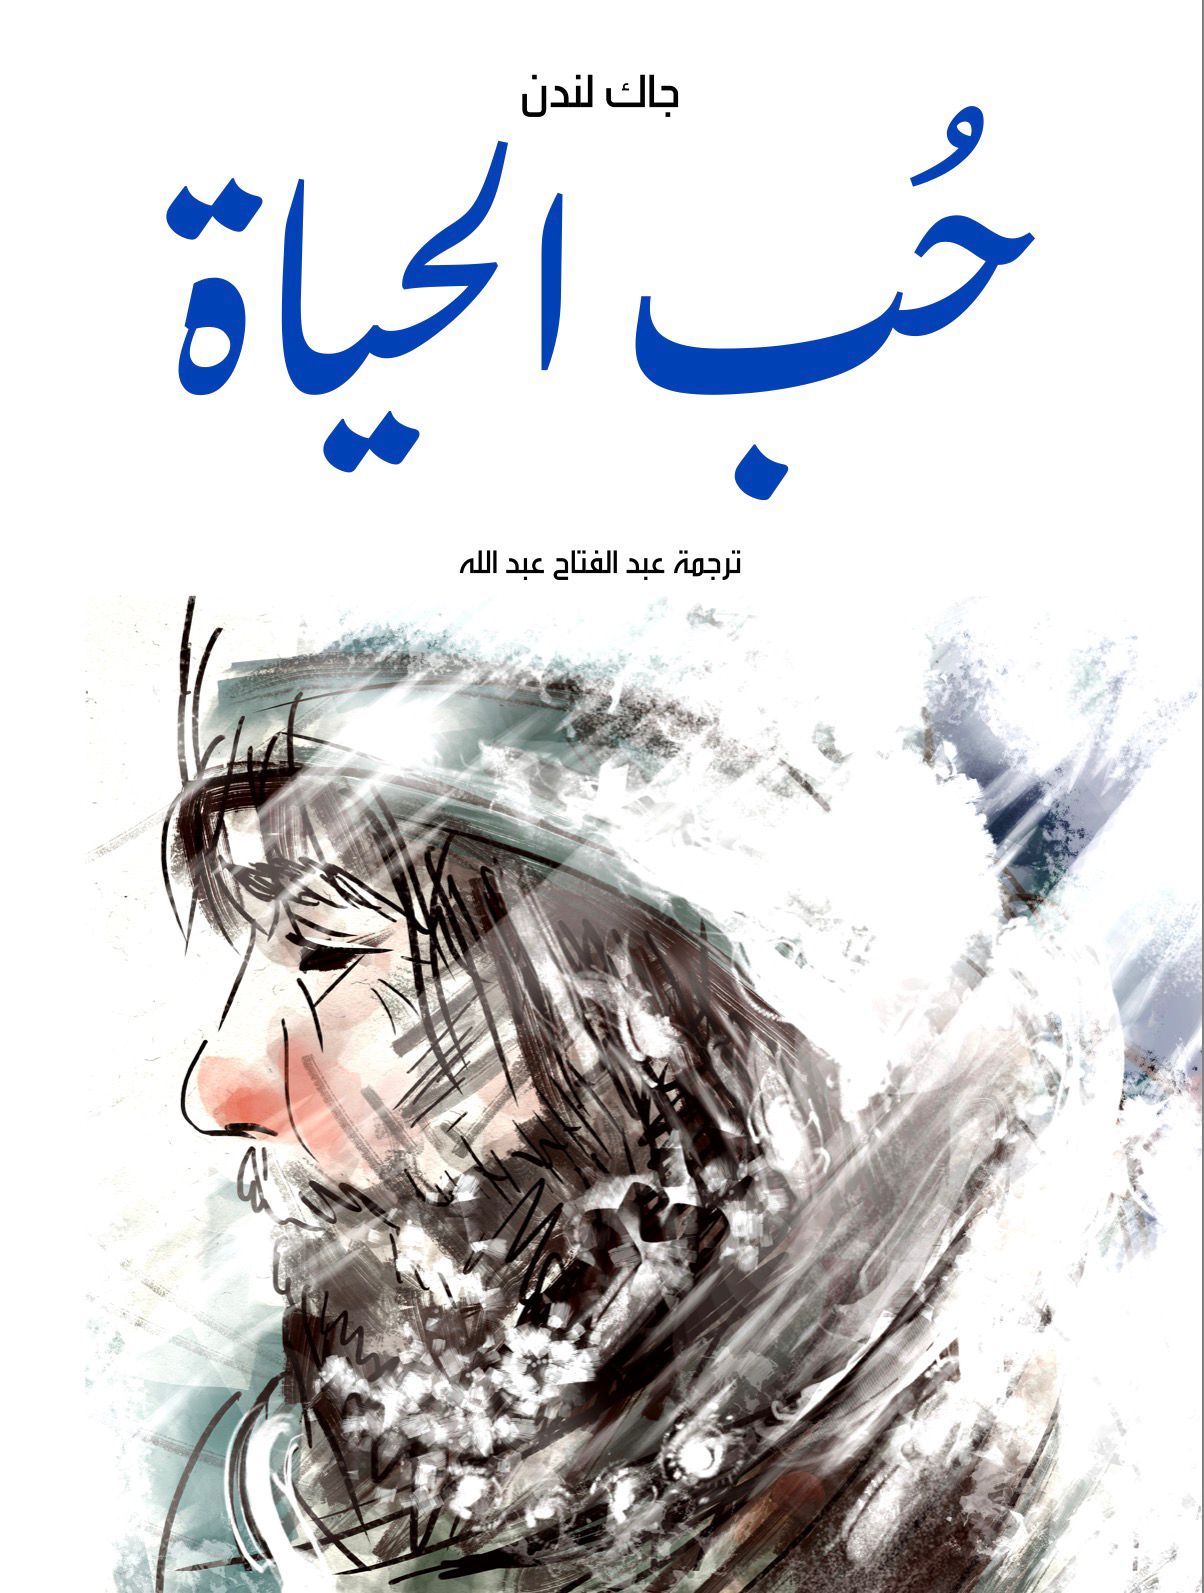 جاك لندن
حُب الحياة
ترجمة عبد الفتاح عبد الله